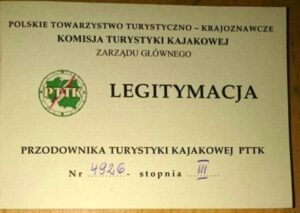 POLSKIE TOWARZYSTWO TURYSTYCZNO – KRAJOZNAWCZE
KOMISJA TURYSTYKI KAJAKOWEJ
ZARZĄDU GŁÓWNEGO
PTTK
LEGITYMACJA
PRZODOWNIKA TURYSTYKI KAJAKOWEJ PTTK
Nr 4926 - stopnia III